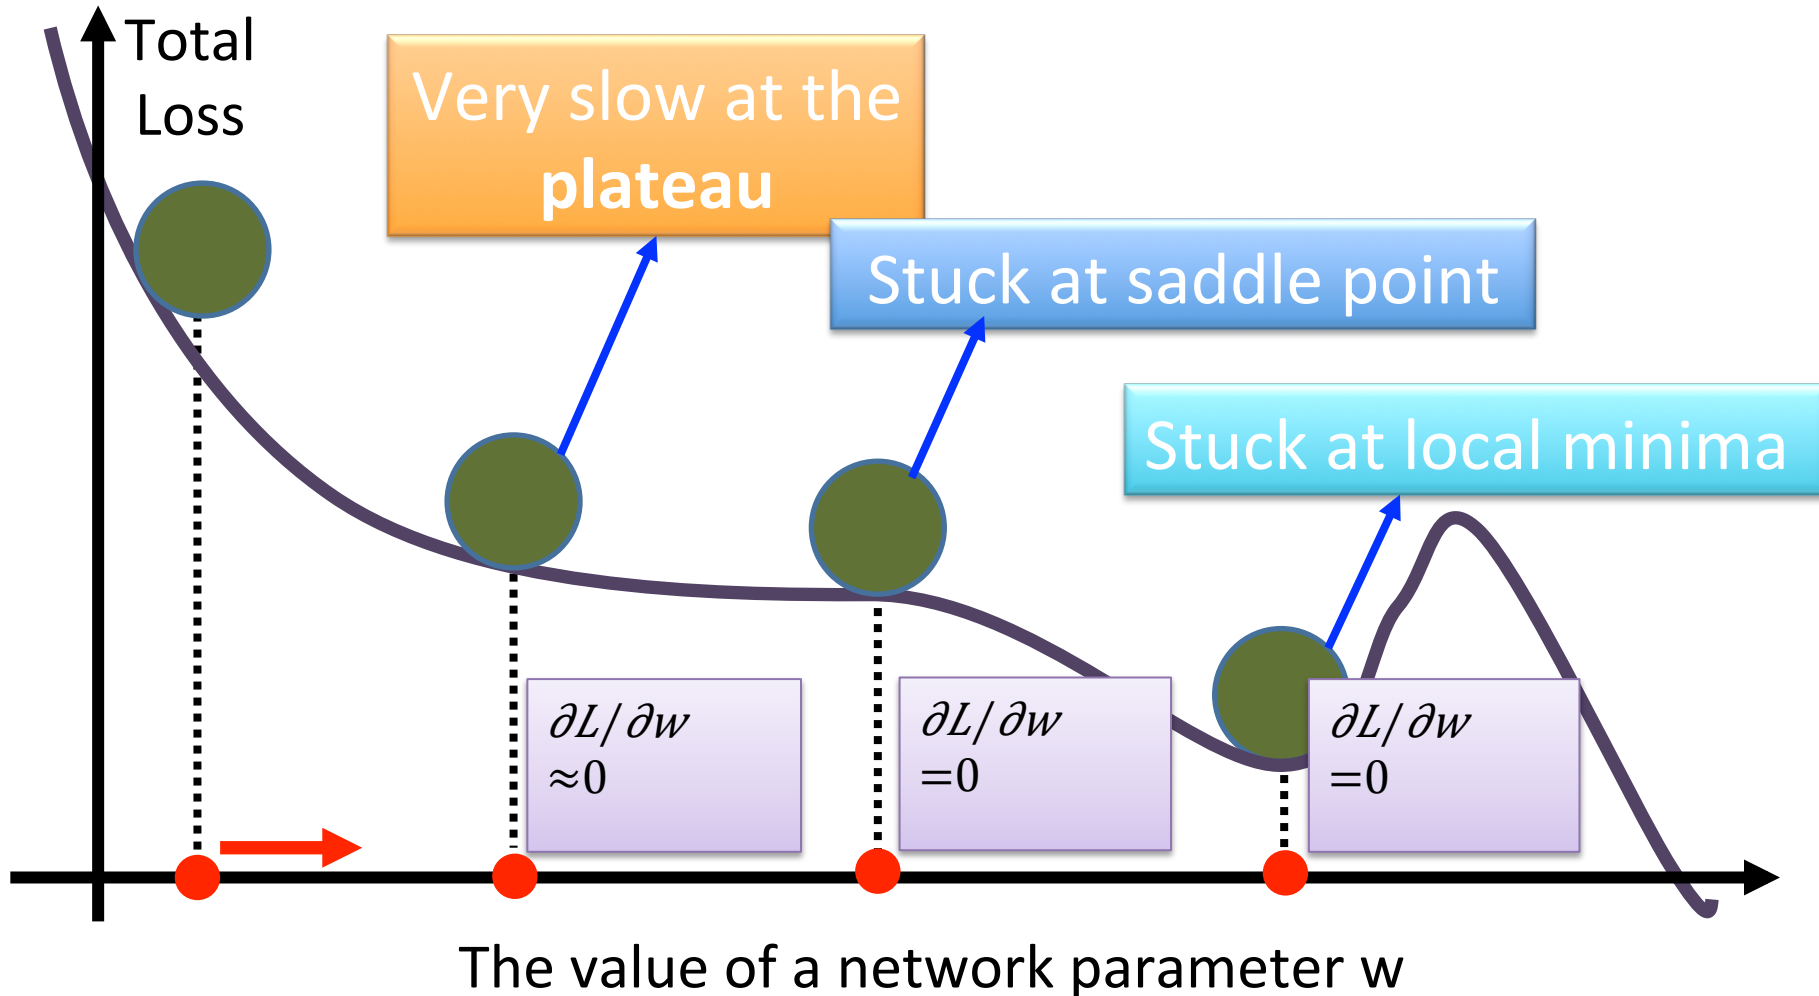 Total
Loss
Very slow at the
plateau
Stuck at saddle point
Stuck at local minima
∂L/∂w
≈0
∂L/∂w
=0
∂L/∂w
=0
The value of a network parameter w